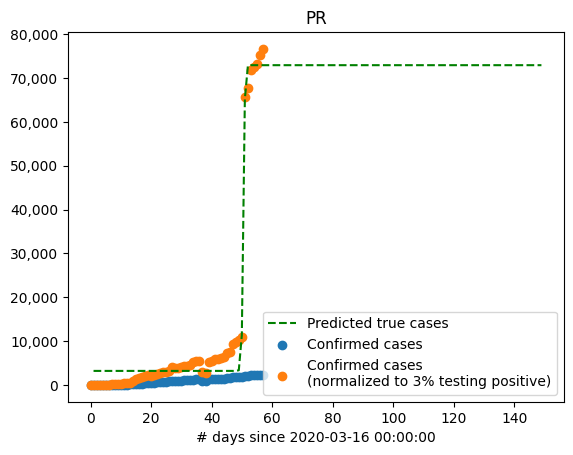 PR
80,000
70,000
60,000
50,000
40,000
30,000
20,000
10,000
0
Predicted true cases
Confirmed cases
Confirmed cases
(normalized to 3% testing positive)
0 20 40 60 80 100 120 140
# days since 2020-03-16 00:00:00